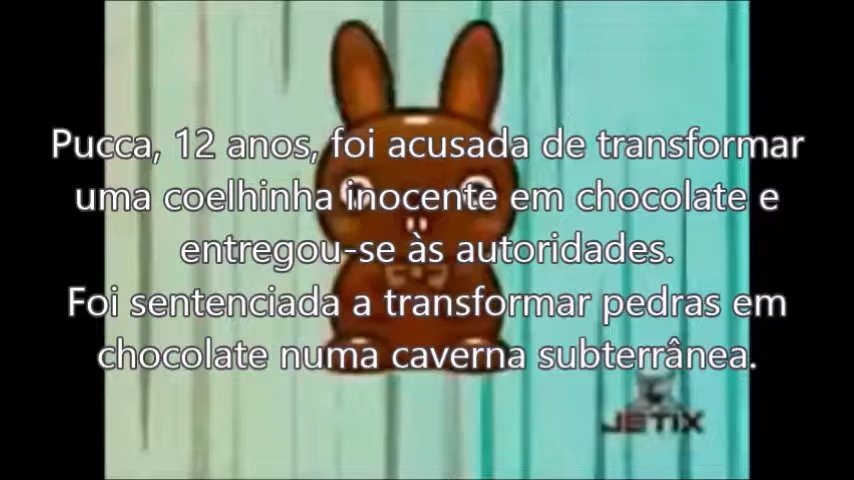 Pucca, 12 anos, foi acusada de transformar
uma coelhinha inocente em chocolate e
entregou-se às autoridades.
Foi sentenciada a transformar pedras em
chocolate numa caverna subterrânea.
JETIX